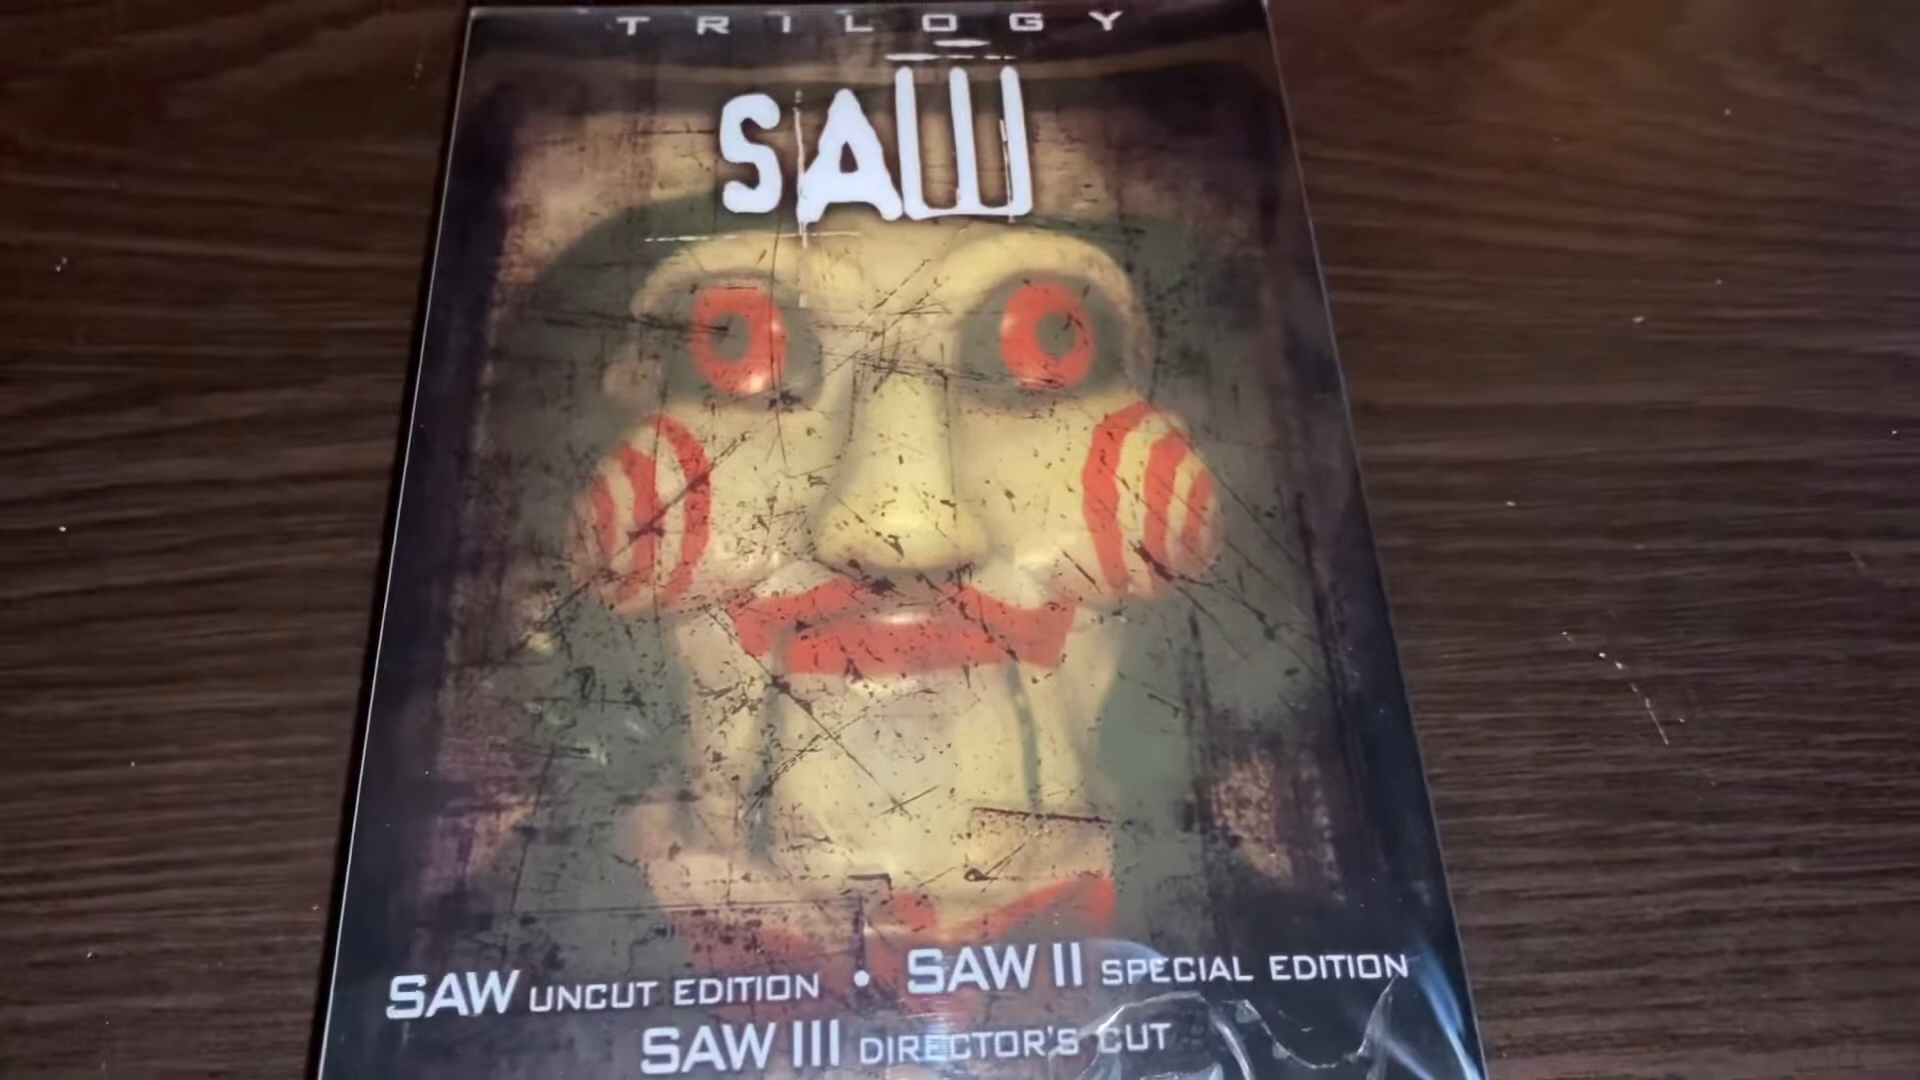 TRILOGY
SAW
SAW UNCUT EDITION • SAW II SPECIAL EDITION
SAW III DIRECTOR'S CUT